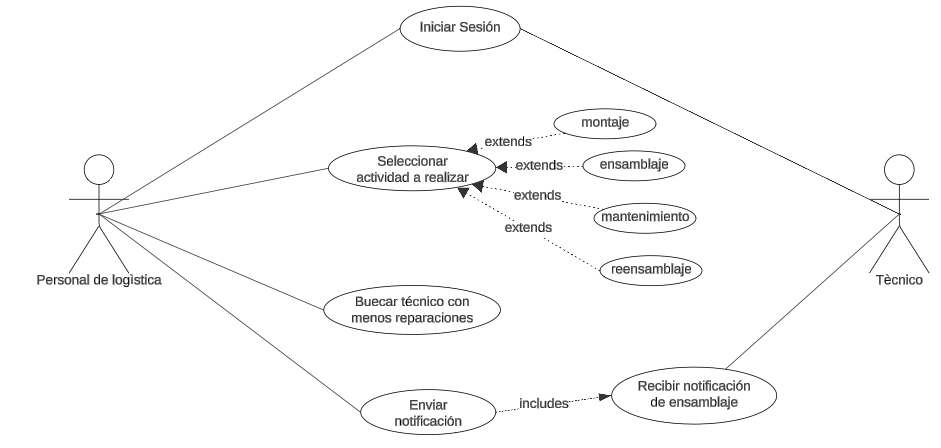 Iniciar Sesión
montaje
extends
Seleccionar
actividad a realizar
extends
ensamblaje
extends
mantenimiento
extends
reensamblaje
Personal de logìstica
Tècnico
Buecar técnico con
menos reparaciones
Recibir notificación
de ensamblaje
Enviar
notificación
includes